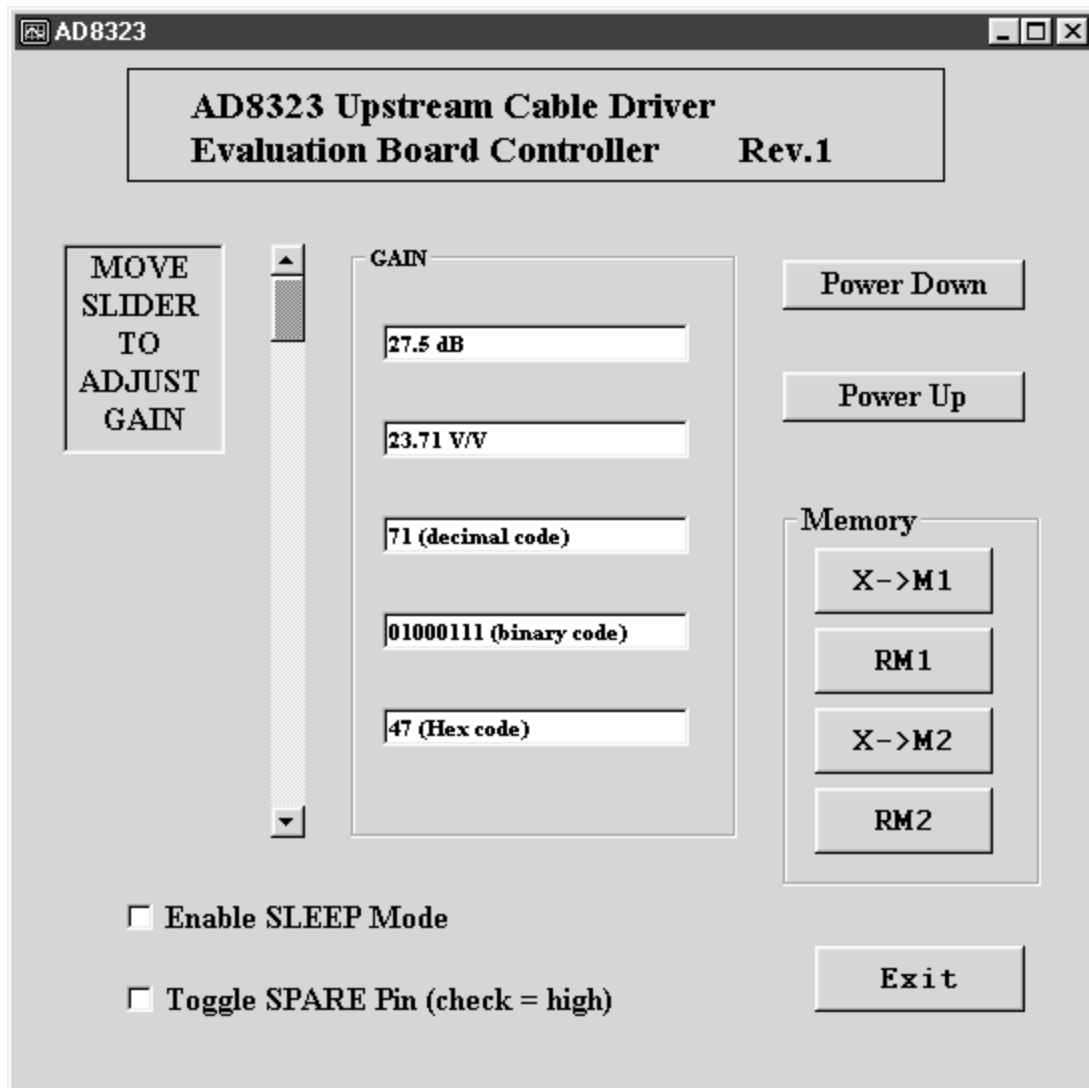 AD8323
AD8323 Upstream Cable Driver
Evaluation Board Controller Rev.1
MOVE
SLIDER
TO
ADJUST
GAIN
GAIN
27.5 dB
23.71 V/V
71 (decimal code)
01000111 (binary code)
47 (Hex code)
Power Down
Power Up
Memory
X->M1
RM1
X->M2
RM2
Enable SLEEP Mode
Toggle SPARE Pin (check = high)
Exit